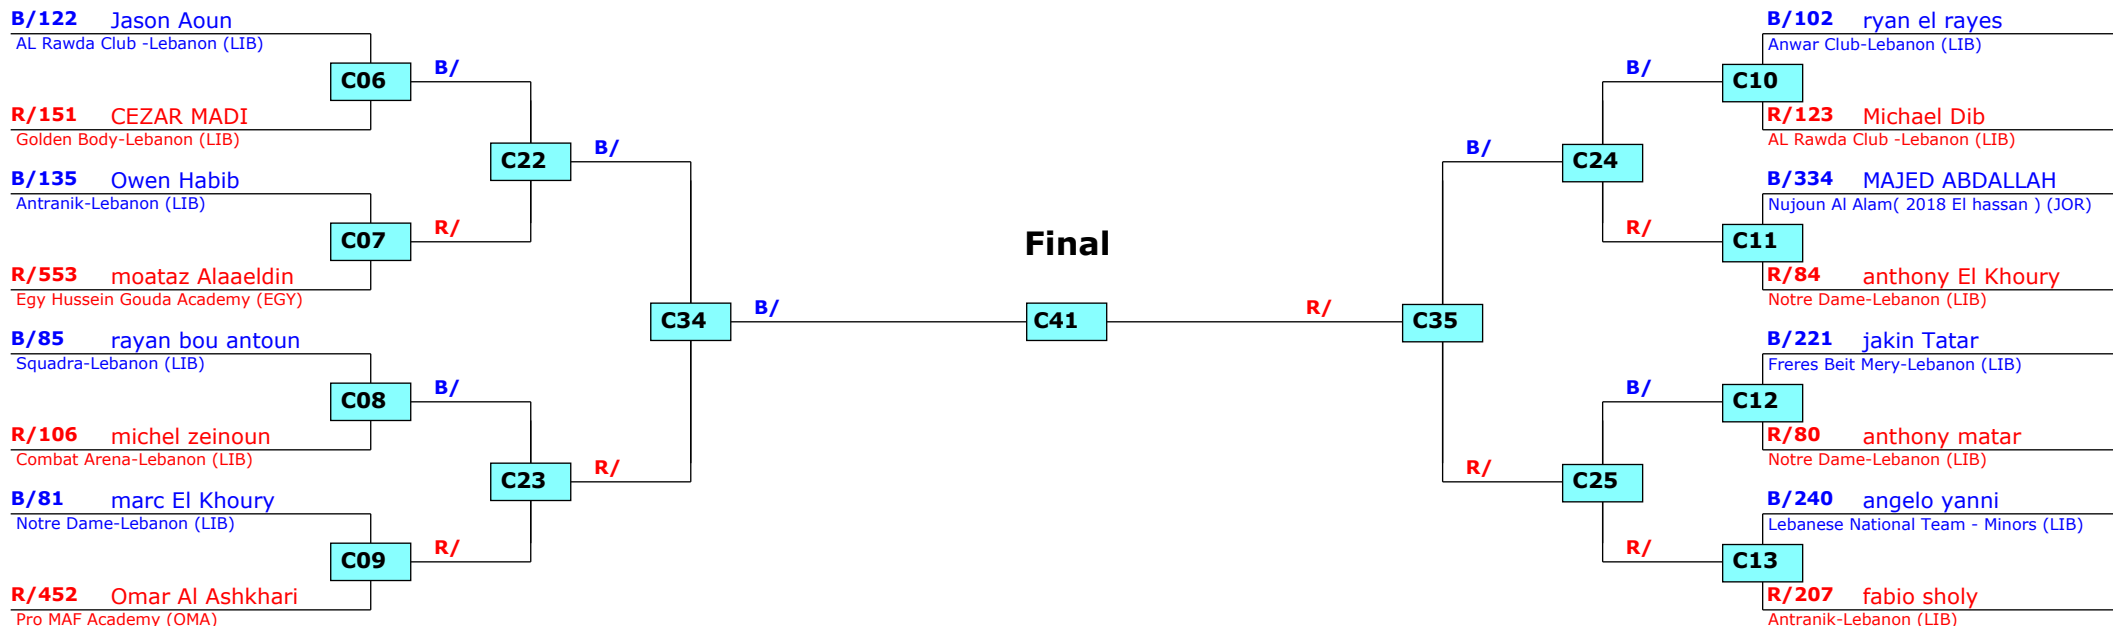 B/122 Jason Aoun
AL Rawda Club -Lebanon (LIB)
C06
B/
R/151 CEZAR MADI
Golden Body-Lebanon (LIB)
C22
B/
B/135 Owen Habib
Antranik-Lebanon (LIB)
C07
R/
R/553 moataz Alaaeldin
Egy Hussein Gouda Academy (EGY)
C34
B/
B/85 rayan bou antoun
Squadra-Lebanon (LIB)
C08
B/
R/106 michel zeinoun
Combat Arena-Lebanon (LIB)
C23
R/
B/81 marc El Khoury
Notre Dame-Lebanon (LIB)
C09
R/
R/452 Omar Al Ashkhari
Pro MAF Academy (OMA)
Final
C41
B/102 ryan el rayes
Anwar Club-Lebanon (LIB)
B/
C10
R/123 Michael Dib
AL Rawda Club -Lebanon (LIB)
B/
C24
B/334 MAJED ABDALLAH
Nujoun Al Alam( 2018 El hassan ) (JOR)
R/
C11
R/84 anthony El Khoury
Notre Dame-Lebanon (LIB)
R/
C35
B/221 jakin Tatar
Freres Beit Mery-Lebanon (LIB)
B/
C12
R/80 anthony matar
Notre Dame-Lebanon (LIB)
R/
C25
B/240 angelo yanni
Lebanese National Team - Minors (LIB)
R/
C13
R/207 fabio sholy
Antranik-Lebanon (LIB)